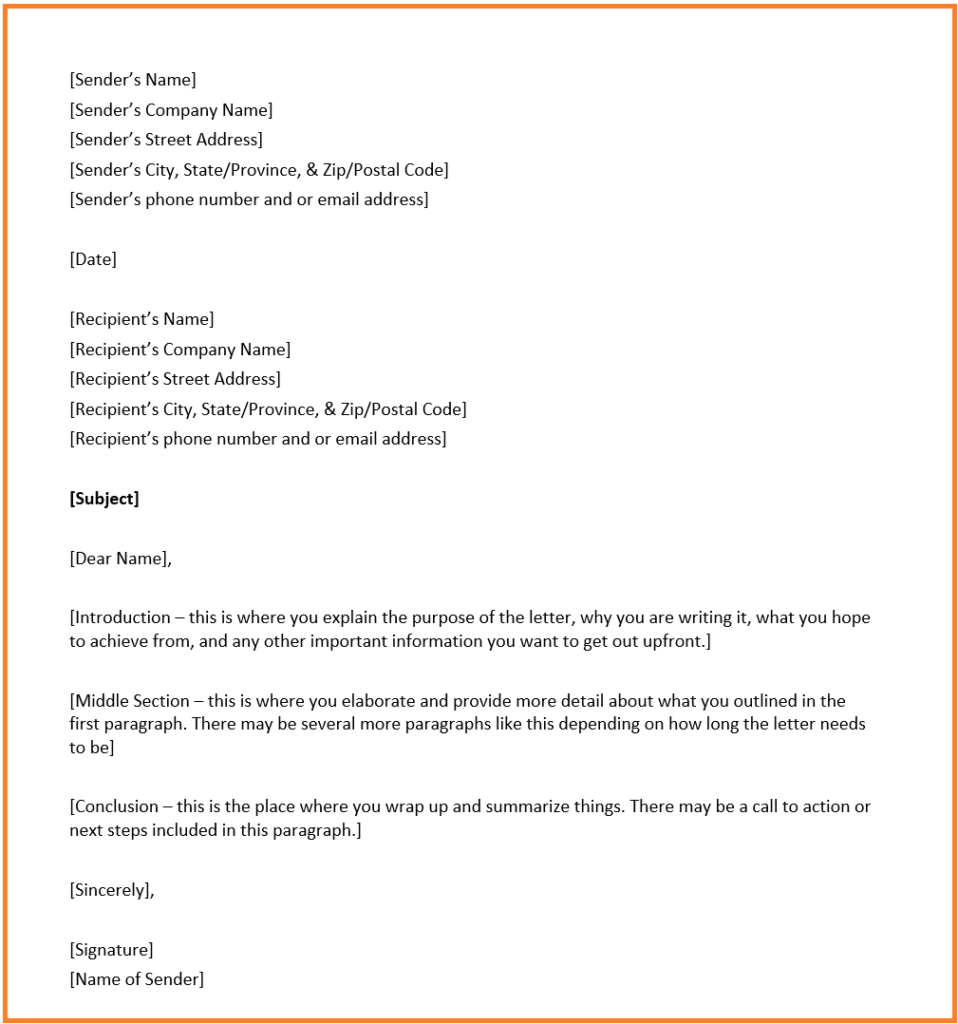 [Sender’s Name]
[Sender’s Company Name]
[Sender’s Street Address]
[Sender’s City, State/Province, & Zip/Postal Code]
[Sender’s phone number and or email address]
[Date]
[Recipient’s Name]
[Recipient’s Company Name]
[Recipient’s Street Address]
[Recipient’s City, State/Province, & Zip/Postal Code]
[Recipient’s phone number and or email address]
[Subject]
[Dear Name],
[Introduction – this is where you explain the purpose of the letter, why you are writing it, what you hope
to achieve from, and any other important information you want to get out upfront.]
[Middle Section – this is where you elaborate and provide more detail about what you outlined in the
first paragraph. There may be several more paragraphs like this depending on how long the letter needs
to be]
[Conclusion – this is the place where you wrap up and summarize things. There may be a call to action or
next steps included in this paragraph.]
[Sincerely],
[Signature]
[Name of Sender]